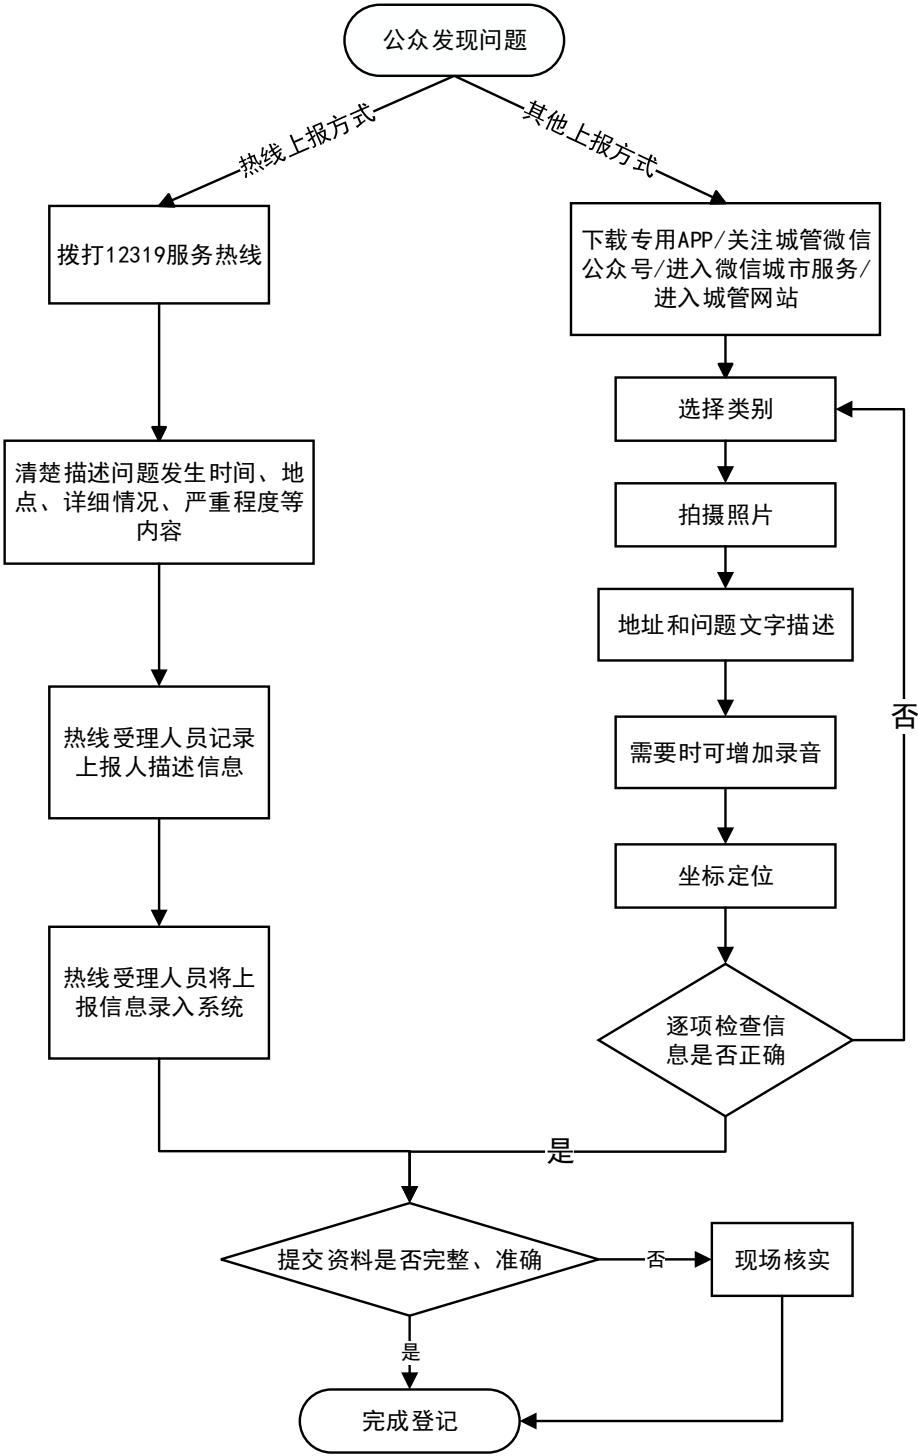 公众发现问题
热线上报方式
其他上报方式
拨打12319服务热线
清楚描述问题发生时间、地
点、详细情况、严重程度等
内容
热线受理人员记录
上报人描述信息
热线受理人员将上
报信息录入系统
下载专用APP/关注城管微信
公众号/进入微信城市服务/
进入城管网站
选择类别
拍摄照片
地址和问题文字描述
需要时可增加录音
坐标定位
逐项检查信
息是否正确
否
是
提交资料是否完整、准确
否
现场核实
是
完成登记